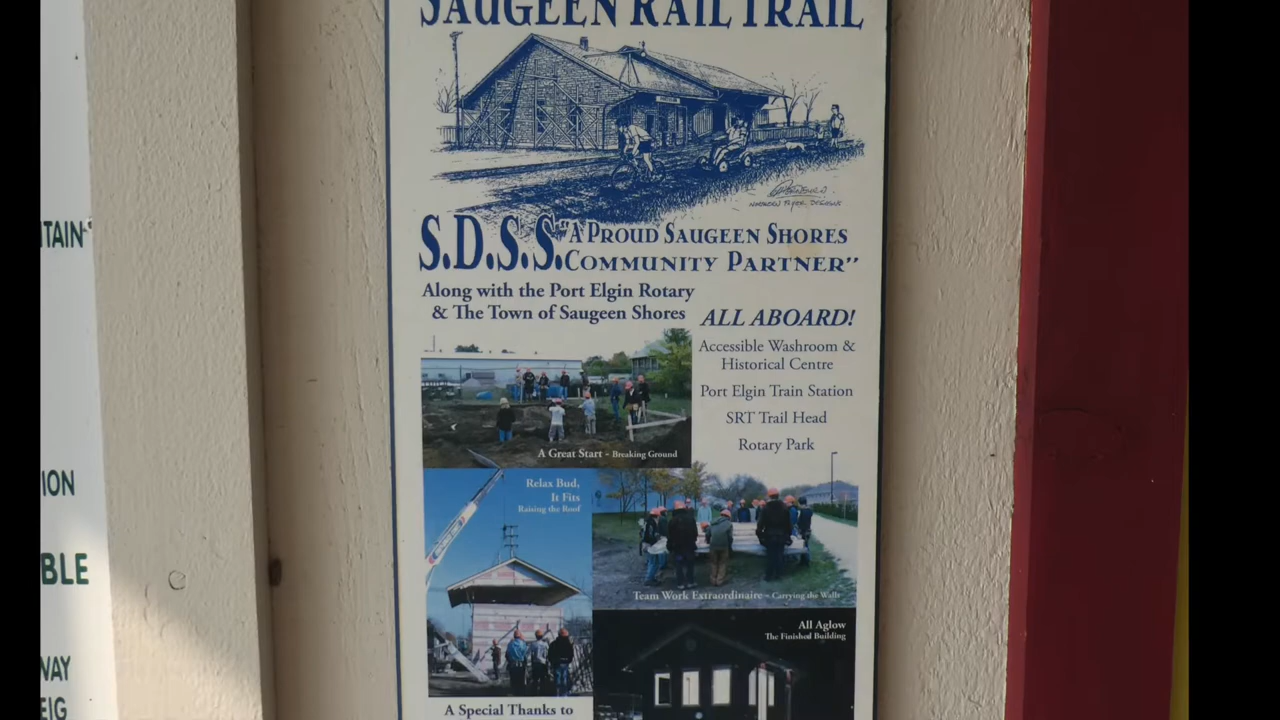 SAUGEEN RAIL TRAIL
S.D.S.S. "A PROUD SAUGEEN SHORES
COMMUNITY PARTNER"
Along with the Port Elgin Rotary
& The Town of Saugeen Shores
ALL ABOARD!
Accessible Washroom &
Historical Centre
Port Elgin Train Station
SRT Trail Head
Rotary Park
A Great Start - Breaking Ground
Relax Bud,
It Fits
Raising the Roof
Team Work Extraordinaire - Carrying the Walls
All Aglow
The Finished Building
A Special Thanks to
TAIN
ION
BLE
WAY
EIG